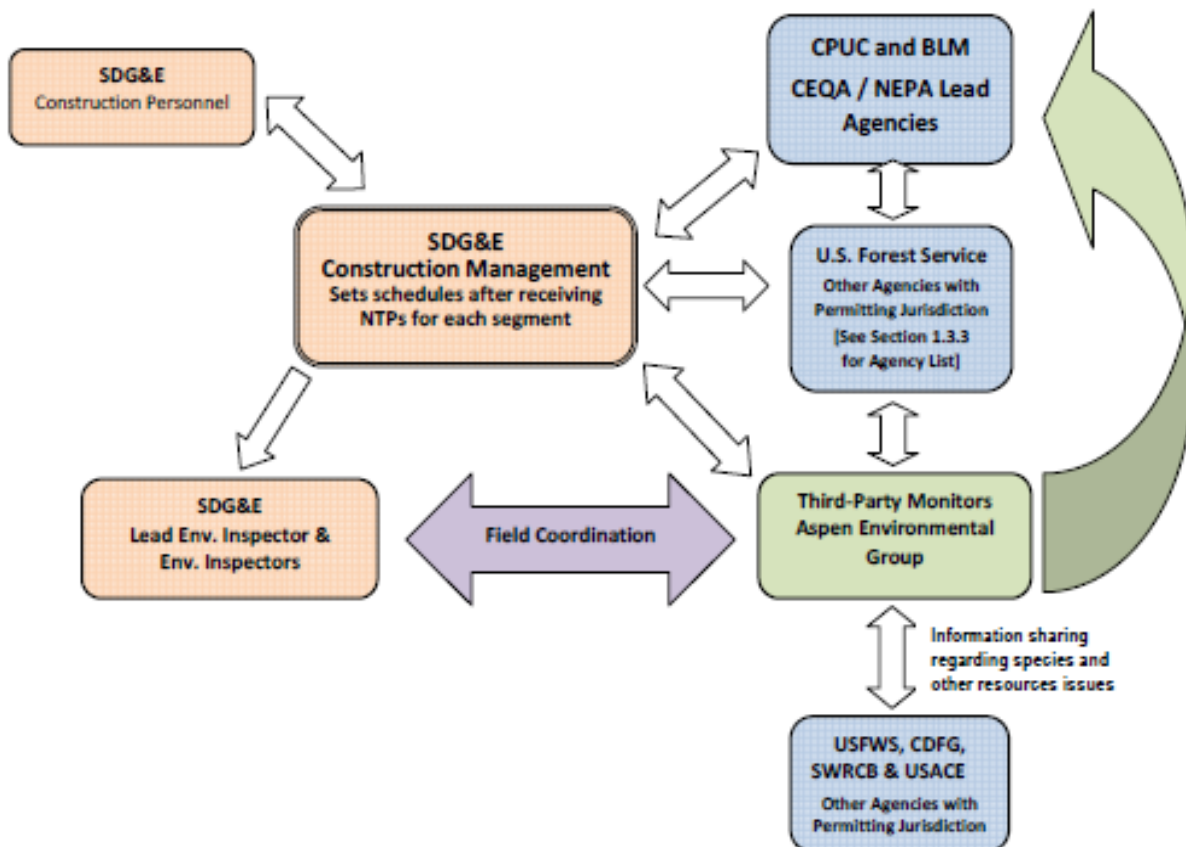 CPUC and BLM
CEQA / NEPA Lead
Agencies
SDG&E
Construction Personnel
SDG&E
Construction Management
Sets schedules after receiving
NTPs for each segment
U.S. Forest Service
Other Agencies with
Permitting Jurisdiction
[See Section 1.3.3
for Agency List]
SDG&E
Lead Env. Inspector &
Env. Inspectors
Field Coordination
Third-Party Monitors
Aspen Environmental
Group
Information sharing
regarding species and
other resources issues
USFWS, CDFG,
SWRCB & USACE
Other Agencies with
Permitting Jurisdiction